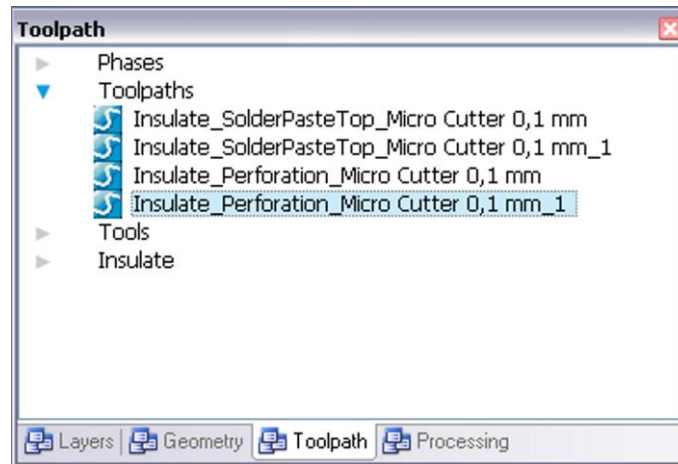 Toolpath
Phases
Toolpaths
Insulate_SolderPasteTop_Micro Cutter 0,1 mm
Insulate_SolderPasteTop_Micro Cutter 0,1 mm_1
Insulate_Perforation_Micro Cutter 0,1 mm
Insulate_Perforation_Micro Cutter 0,1 mm_1
Tools
Insulate
Layers Geometry Toolpath Processing